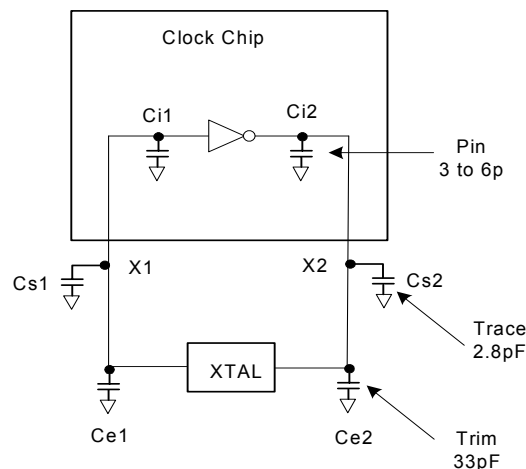 Clock Chip
Ci1
Ci2
Pin
3 to 6p
Cs1
X1
X2
Cs2
Trace
2.8pF
XTAL
Ce1
Ce2
Trim
33pF